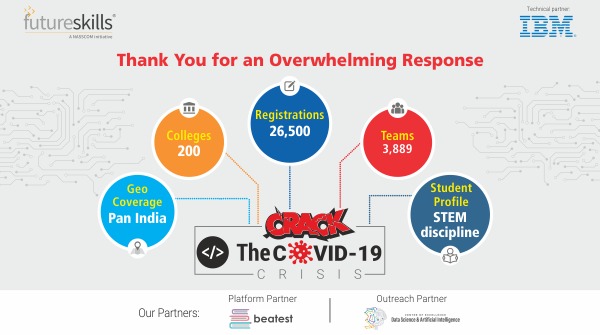 futureskills®
A NASSCOM Initiative
Technical partner:
IBM®
Thank You for an Overwhelming Response
Registrations
26,500
Colleges
200
Teams
3,889
Geo
Coverage
Pan India
Student
Profile
STEM
discipline
CRACK
</> The COVID-19
CRISIS
Our Partners:
Platform Partner
beatest
Outreach Partner
CENTRE OF EXCELLENCE
Data Science & Artificial Intelligence